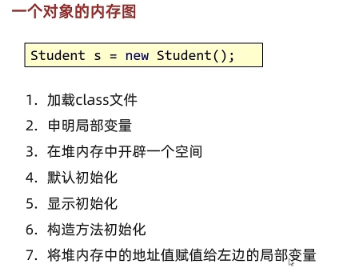 一个对象的内存图
Student s = new Student();
1. 加载class文件
2. 申明局部变量
3. 在堆内存中开辟一个空间
4. 默认初始化
5. 显示初始化
6. 构造方法初始化
7. 将堆内存中的地址值赋值给左边的局部变量